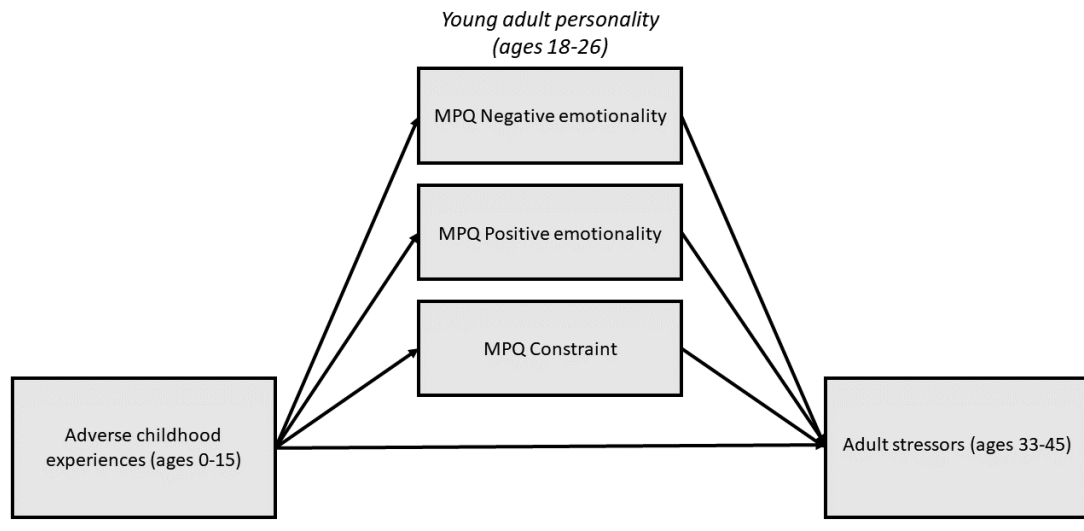 Young adult personality
(ages 18-26)
MPQ Negative emotionality
MPQ Positive emotionality
MPQ Constraint
Adverse childhood
experiences (ages 0-15)
Adult stressors (ages 33-45)